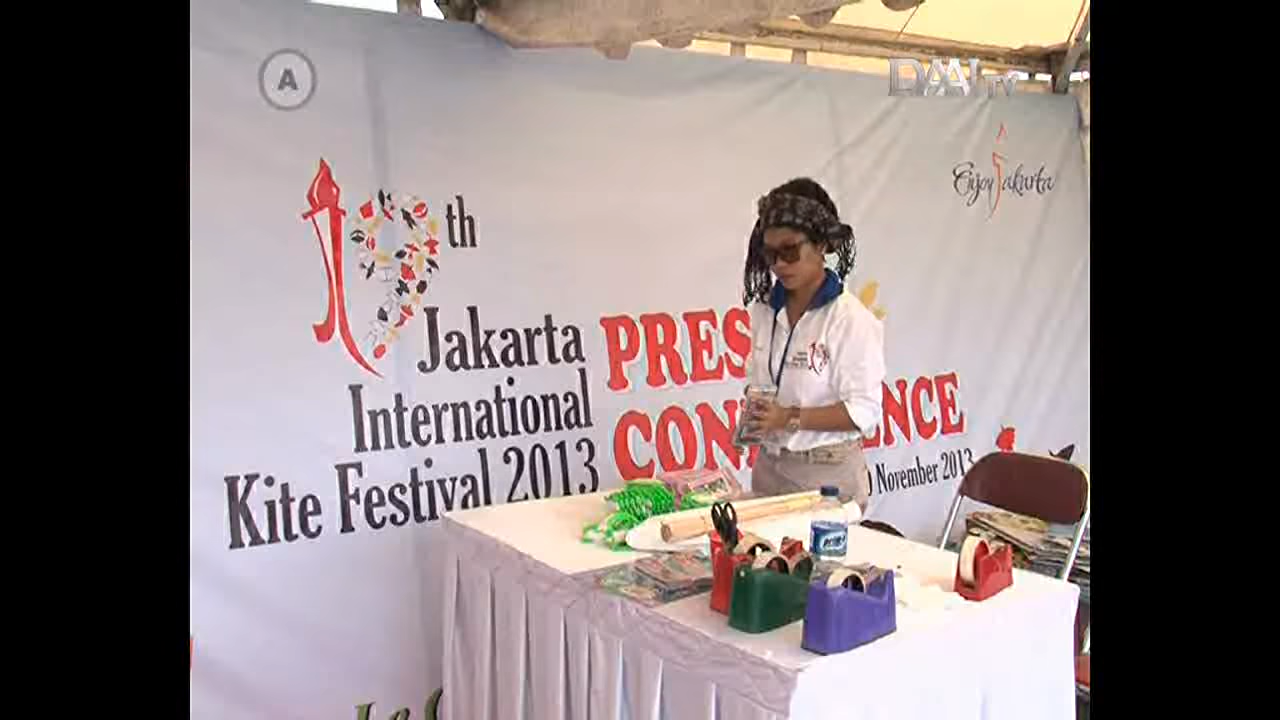 A
DAAI TV
Enjoy Jakarta
19th
Jakarta
International
Kite Festival 2013
PRES
CON ENCE
November 2013